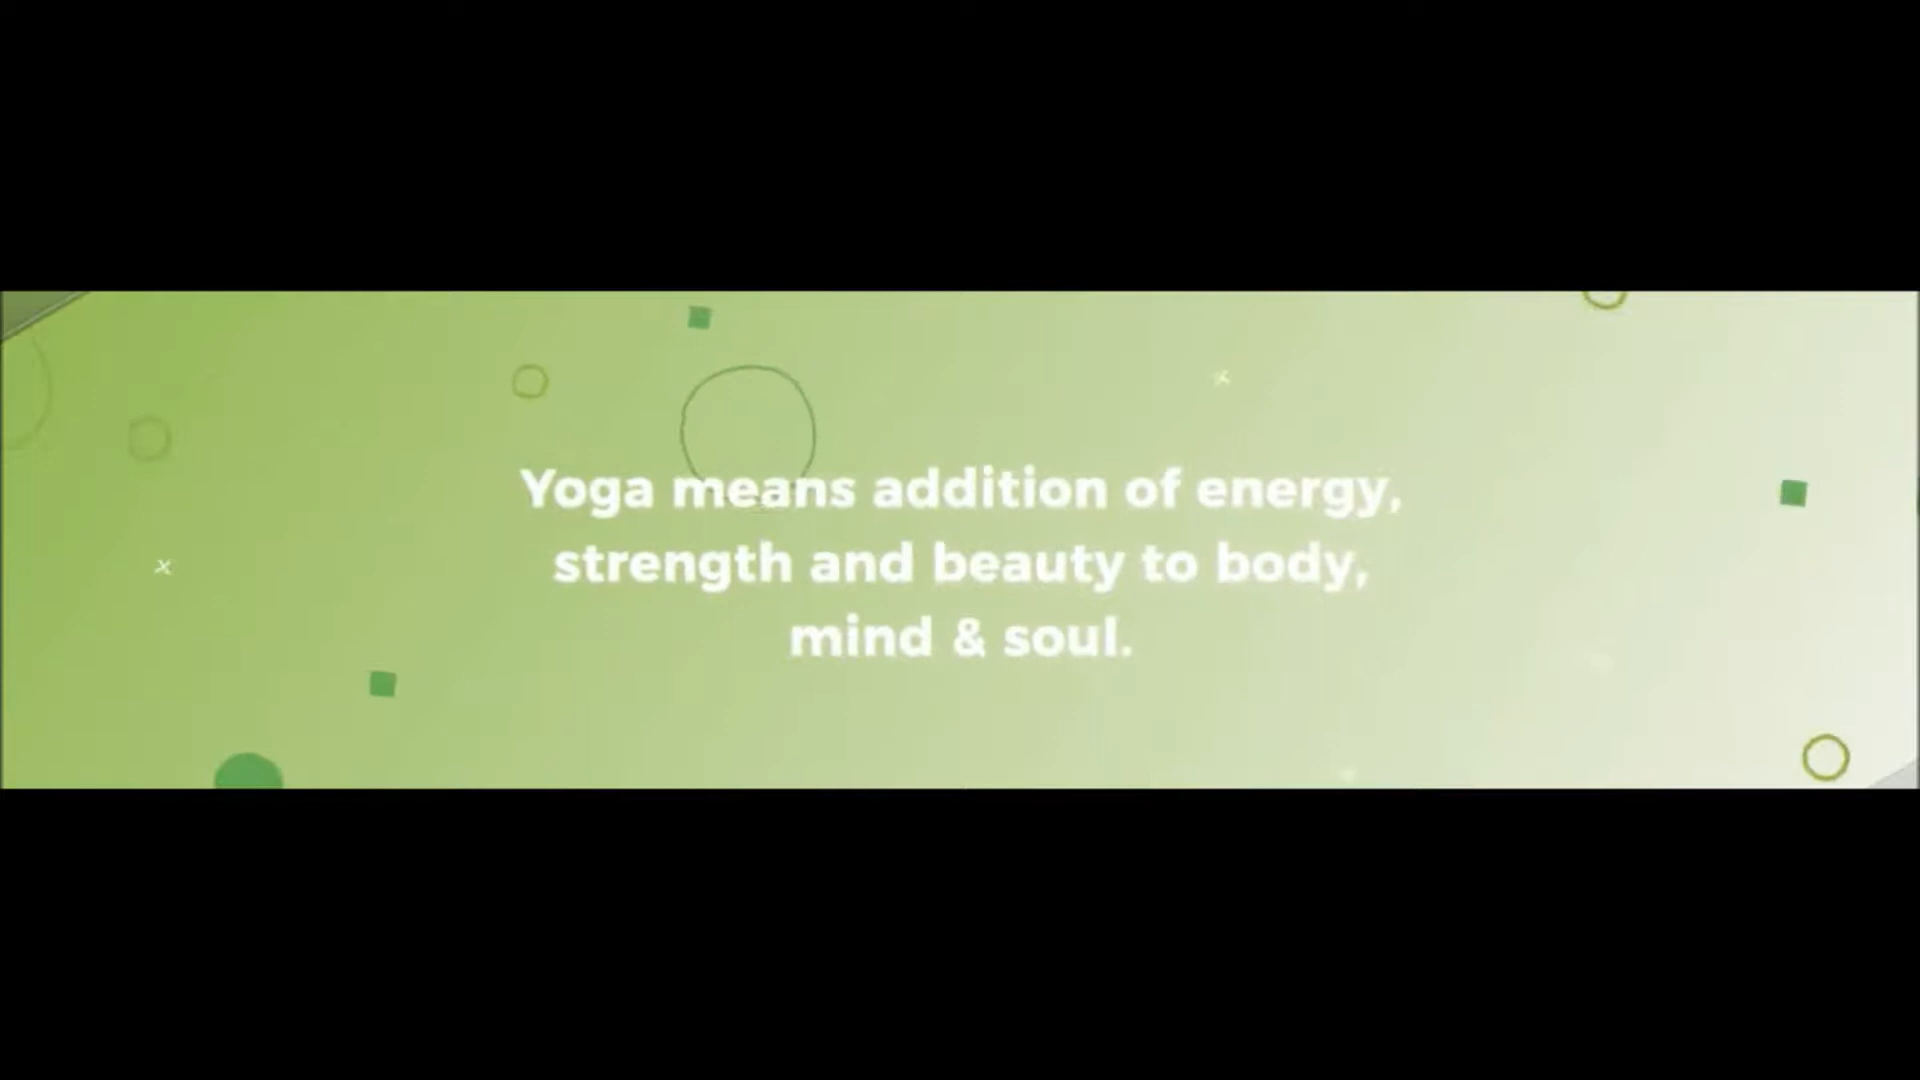 Yoga means addition of energy,
strength and beauty to body,
mind & soul.